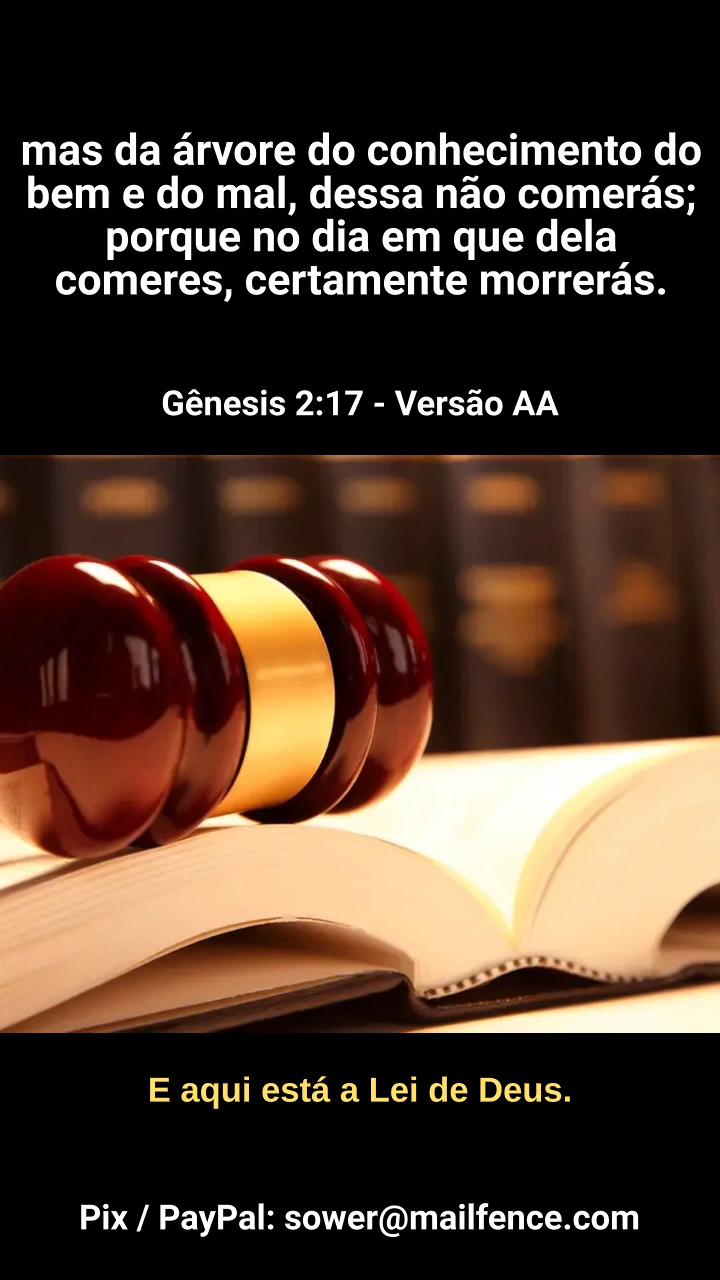 mas da árvore do conhecimento do
bem e do mal, dessa não comerás;
porque no dia em que dela
comeres, certamente morrerás.
Gênesis 2:17 - Versão AA
E aqui está a Lei de Deus.
Pix / PayPal: sower@mailfence.com